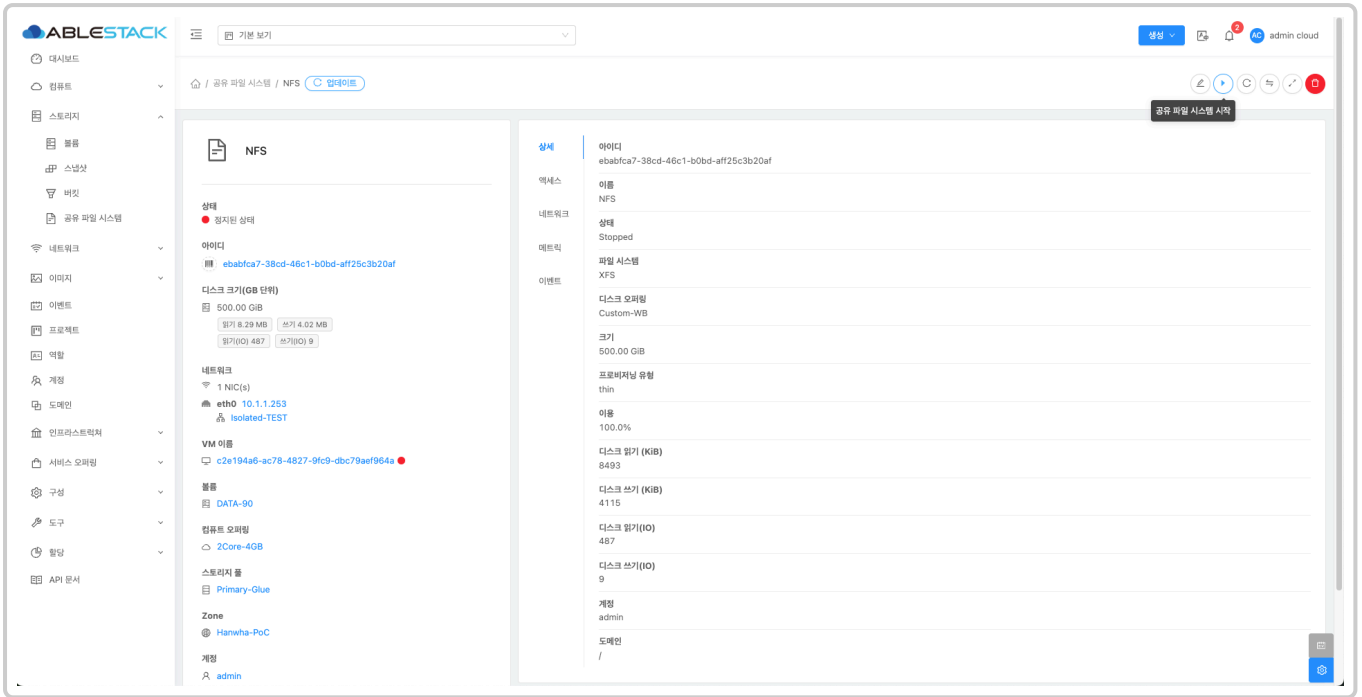 ABLESTACK
기본 보기
생성
2
AC
admin cloud
대시보드
컴퓨트
스토리지
볼륨
스냅샷
버킷
공유 파일 시스템
네트워크
이미지
이벤트
프로젝트
역할
계정
도메인
인프라스트럭쳐
서비스 오퍼링
구성
도구
할당
API 문서
/ 공유 파일 시스템 / NFS
업데이트
공유 파일 시스템 시작
NFS
상태
정지된 상태
아이디
ebabfca7-38cd-46c1-b0bd-aff25c3b20af
디스크 크기(GB 단위)
500.00 GiB
읽기 8.29 MB
쓰기 4.02 MB
읽기(IO) 487
쓰기(IO) 9
네트워크
1 NIC(s)
eth0 10.1.1.253
Isolated-TEST
VM 이름
c2e194a6-ac78-4827-9fc9-dbc79aef964a
볼륨
DATA-90
컴퓨트 오퍼링
2Core-4GB
스토리지 풀
Primary-Glue
Zone
Hanwha-PoC
계정
admin
상세
액세스
네트워크
메트릭
이벤트
아이디
ebabfca7-38cd-46c1-b0bd-aff25c3b20af
이름
NFS
상태
Stopped
파일 시스템
XFS
디스크 오퍼링
Custom-WB
크기
500.00 GiB
프로비저닝 유형
thin
이용
100.0%
디스크 읽기 (KiB)
8493
디스크 쓰기 (KiB)
4115
디스크 읽기(IO)
487
디스크 쓰기(IO)
9
계정
admin
도메인
/